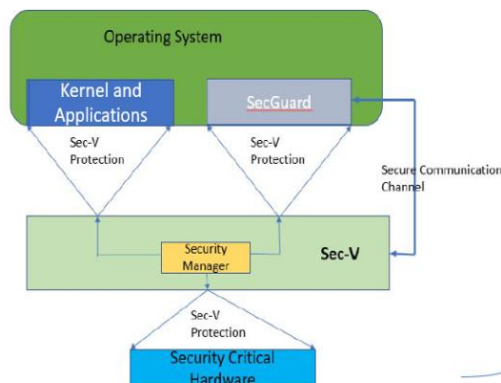 Operating System
Kernel and
Applications
SecGuard
Sec-V
Protection
Sec-V
Protection
Secure Communication
Channel
Security
Manager
Sec-V
Sec-V
Protection
Security Critical
Hardware